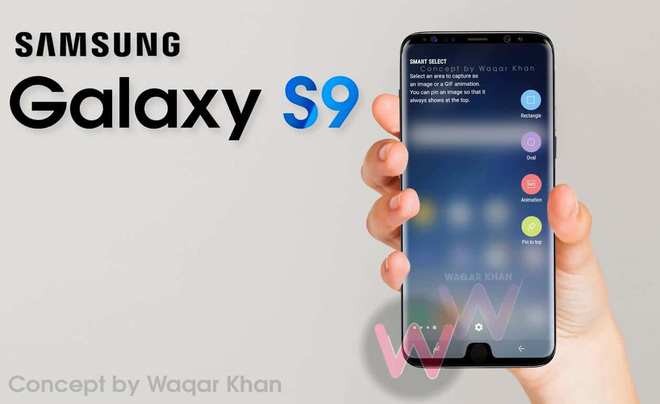 SAMSUNG
Galaxy S9
SMART SELECT
Concept by Waqar Khan
Select an area to capture as
an image or a GIF animation.
You can pin an image so that it
always shows at the top.
Rectangle
Oval
Animation
Pin to top
WAQAR KHAN
W
W
Concept by Waqar Khan